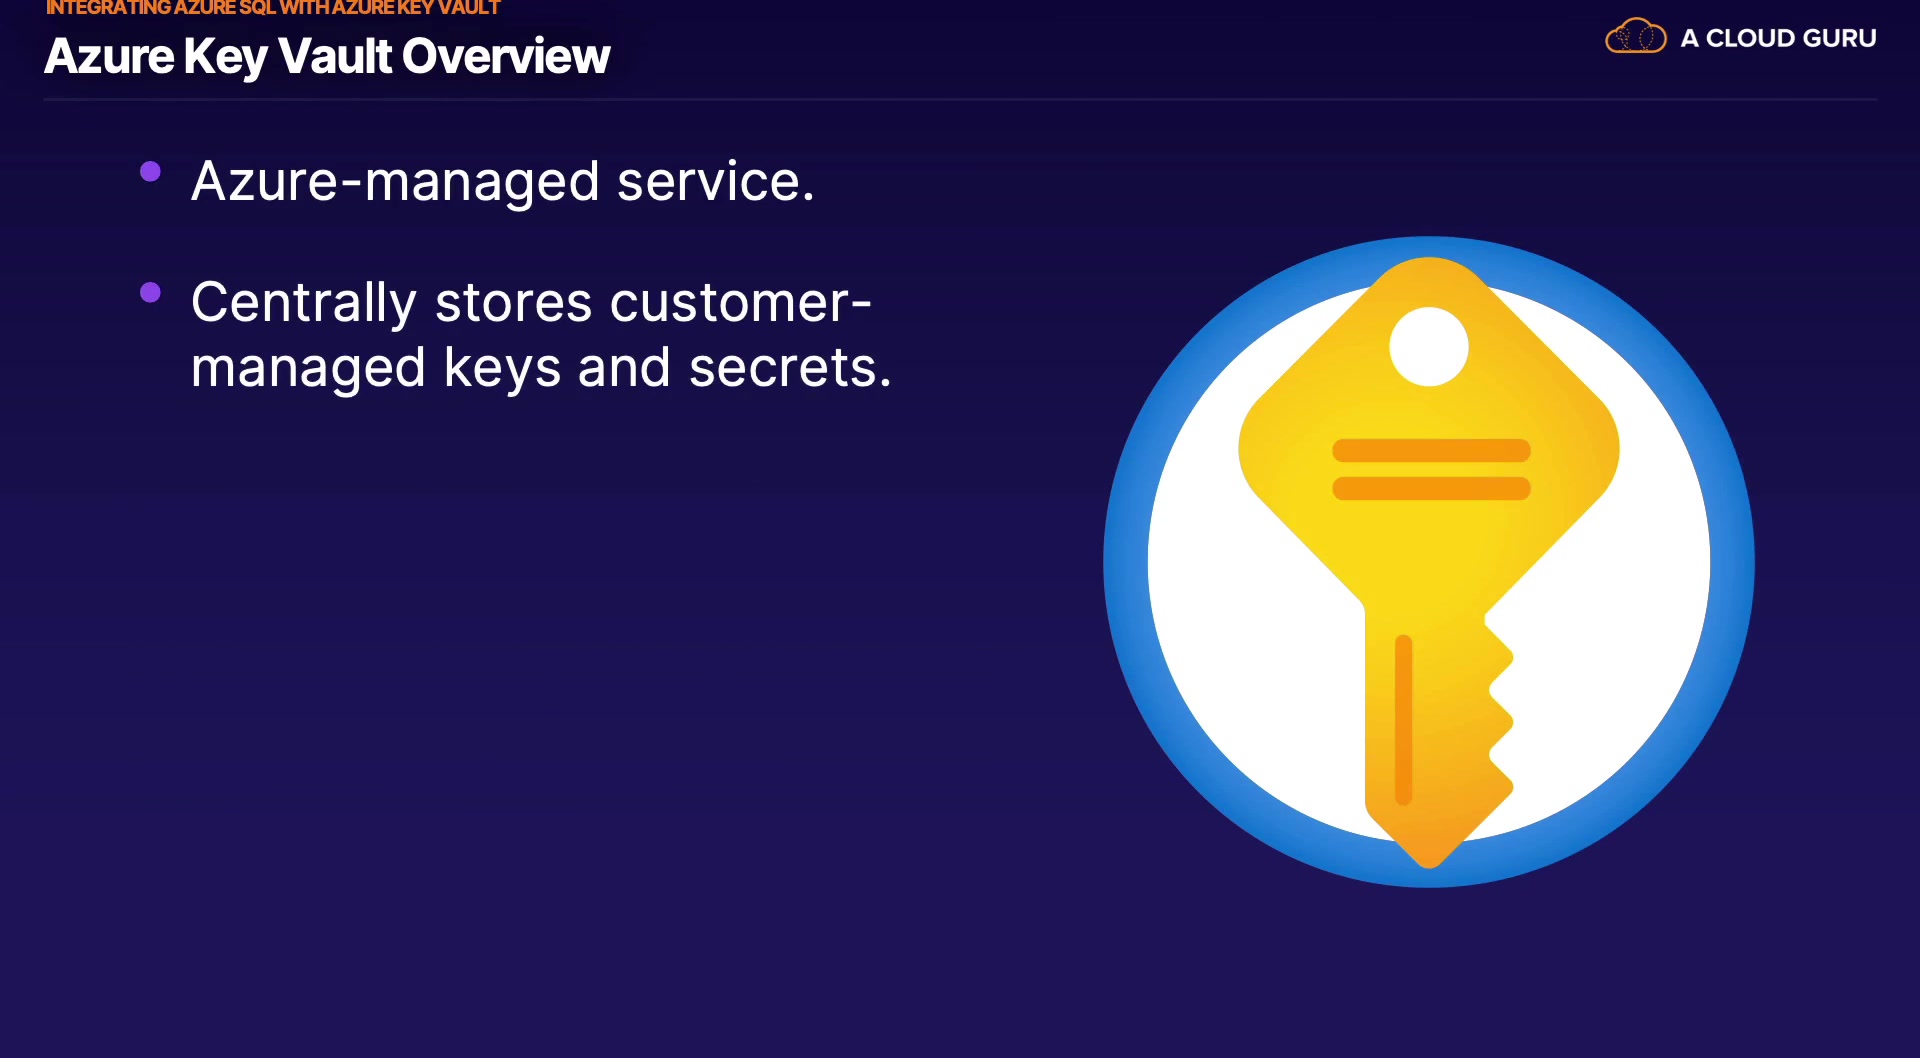 INTEGRATING AZURE SQL WITH AZURE KEY VAULT
Azure Key Vault Overview
A CLOUD GURU
Azure-managed service.
Centrally stores customer-
managed keys and secrets.